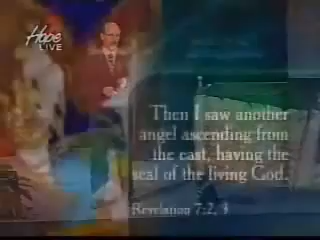 Hope
LIVE
Then I saw another
angel ascending from
the east, having the
seal of the living God.
Revelation 7:2, 3